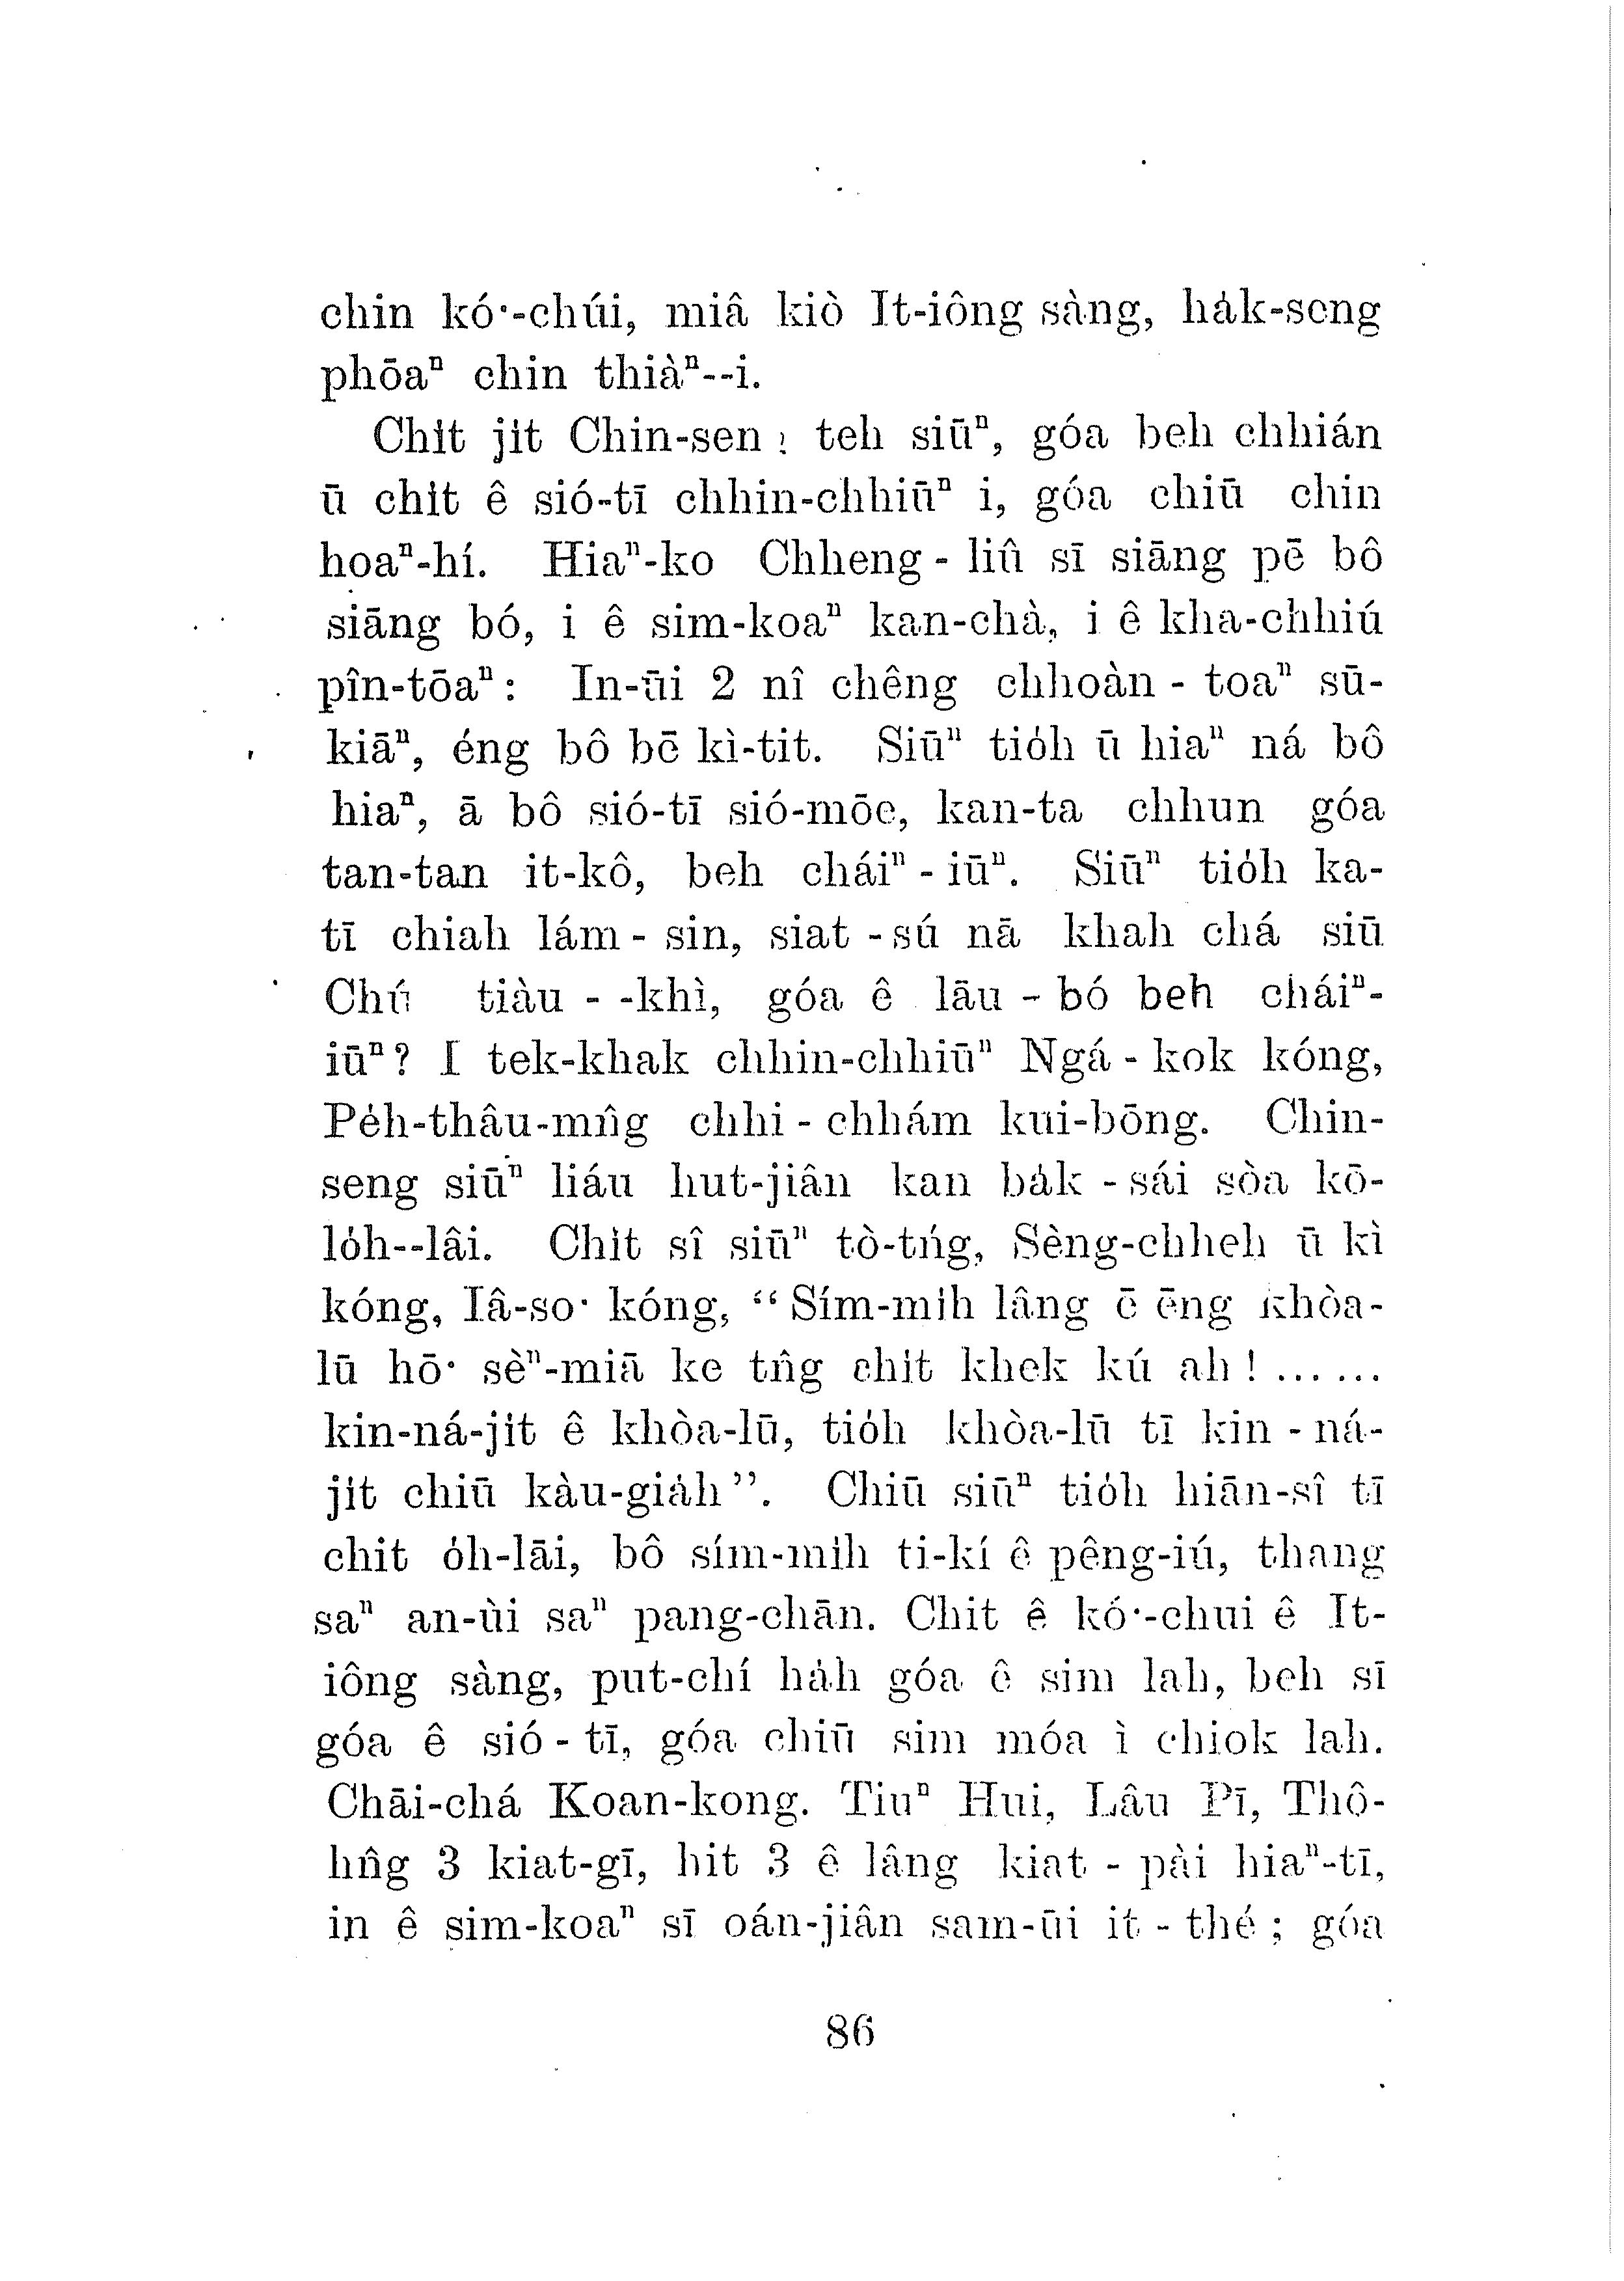 chin kó͘-chúi, miâ kiò It-iông sàng, ha̍k-seng
phōaⁿ chin thiàⁿ--i.
Chi̍t ji̍t Chin-sen teh siūⁿ, góa beh chhián
ū chi̍t ê sió-tī chhin-chhiūⁿ i, góa chiū chin
hoaⁿ-hí. Hiaⁿ-ko Chheng - liû sī siāng pē bô
siāng bó, i ê sim-koaⁿ kan-chà, i ê kha-chhiú
pîn-tōaⁿ: In-ūi 2 nî chêng chhoàn - toaⁿ sū-
kiāⁿ, éng bô bē kì-tit. Siūⁿ tio̍h ū hiaⁿ ná bô
hiaⁿ, ā bô sió-tī sió-mōe, kan-ta chhun góa
tan-tan it-kô, beh cháiⁿ - iūⁿ. Siūⁿ tio̍h ka-
tī chiah lám - sin, siat - sú nā khah chá siū
Chú tiàu - -khì, góa ê lāu - bó beh cháiⁿ-
iūⁿ? I tek-khak chhin-chhiūⁿ Ngá - kok kóng,
Pe̍h-thâu-mn̂g chhi - chhám kui-bōng. Chin-
seng siūⁿ liáu hut-jiân kan ba̍k - sái sòa kō-
lo̍h--lâi. Chi̍t sî siūⁿ tò-tńg, Sèng-chheh ū kì
kóng, Iâ-so͘ kóng, “ Sím-mi̍h lâng ē ēng khòa-
lū hō͘ sèⁿ-miā ke tn̂g chi̍t khek kú ah ! ... ...
kin-ná-ji̍t ê khòa-lū, tio̍h khòa-lū tī kin - ná-
ji̍t chiū kàu-gia̍h ”. Chiū siūⁿ tio̍h hiān-sî tī
chit o̍h-lāi, bô sím-mi̍h ti-kí ê pêng-iú, thang
saⁿ an-ùi saⁿ pang-chān. Chit ê kó͘-chui ê It-
iông sàng, put-chí ha̍h góa ê sim lah, beh sī
góa ê sió - tī, góa chiū sim móa ì chiok lah.
Chāi-chá Koan-kong. Tiuⁿ Hui, Lâu Pī, Thô-
hn̂g 3 kiat-gī, hit 3 ê lâng kiat - pài hiaⁿ-tī,
in ê sim-koaⁿ sī oán-jiân sam-ūi it - thé ; góa
86